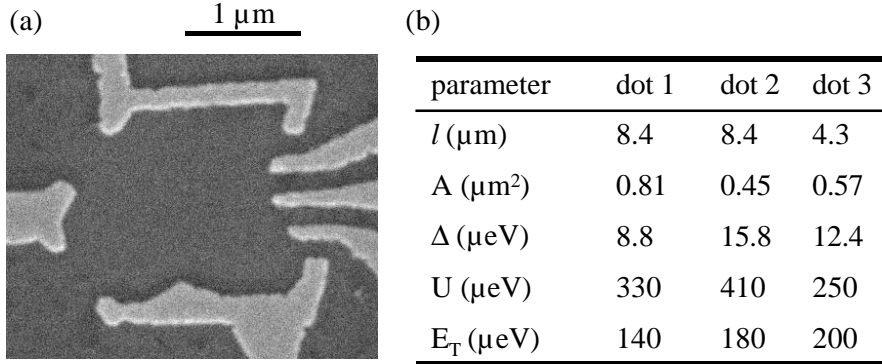 (a) 1 µm (b)
parameter dot 1 dot 2 dot 3
l (µm) 8.4 8.4 4.3
A (µm²) 0.81 0.45 0.57
Δ (µeV) 8.8 15.8 12.4
U (µeV) 330 410 250
E_T (µeV) 140 180 200